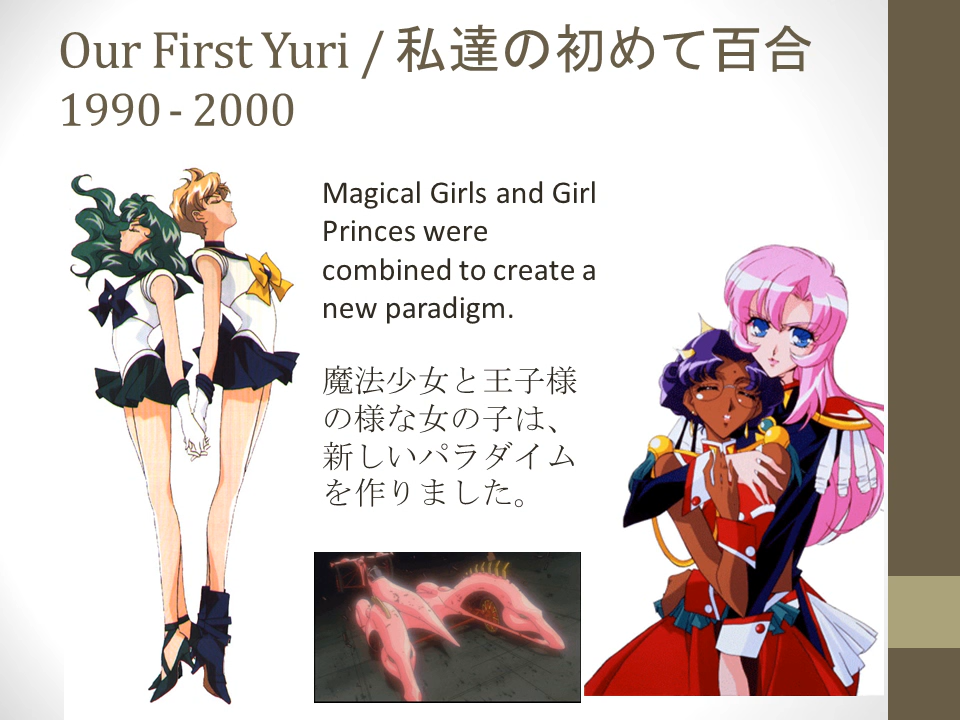 Our First Yuri / 私達の初めて百合
1990 - 2000
Magical Girls and Girl
Princes were
combined to create a
new paradigm.
魔法少女と王子様
の様な女の子は、
新しいパラダイム
を作りました。